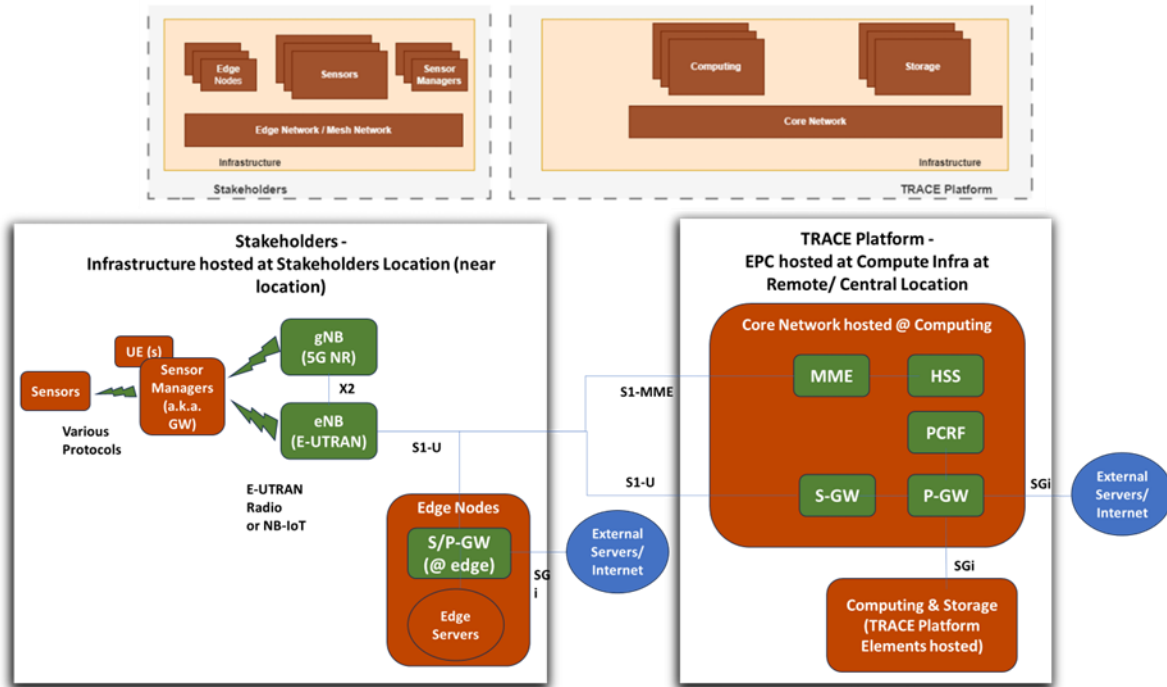 Edge
Nodes
Sensors
Sensor
Managers
Edge Network / Mesh Network
Infrastructure
Stakeholders
Computing
Storage
Core Network
Infrastructure
TRACE Platform
Stakeholders -
Infrastructure hosted at Stakeholders Location (near
location)
Sensors
Various
Protocols
UE (s)
Sensor
Managers
(a.k.a.
GW)
gNB
(5G NR)
X2
eNB
(E-UTRAN)
E-UTRAN
Radio
or NB-IoT
S1-U
Edge Nodes
S/P-GW
(@ edge)
Edge
Servers
SG
i
External
Servers/
Internet
S1-MME
S1-U
TRACE Platform -
EPC hosted at Compute Infra at
Remote/ Central Location
Core Network hosted @ Computing
MME
HSS
PCRF
S-GW
P-GW
SGi
External
Servers/
Internet
SGi
Computing & Storage
(TRACE Platform
Elements hosted)